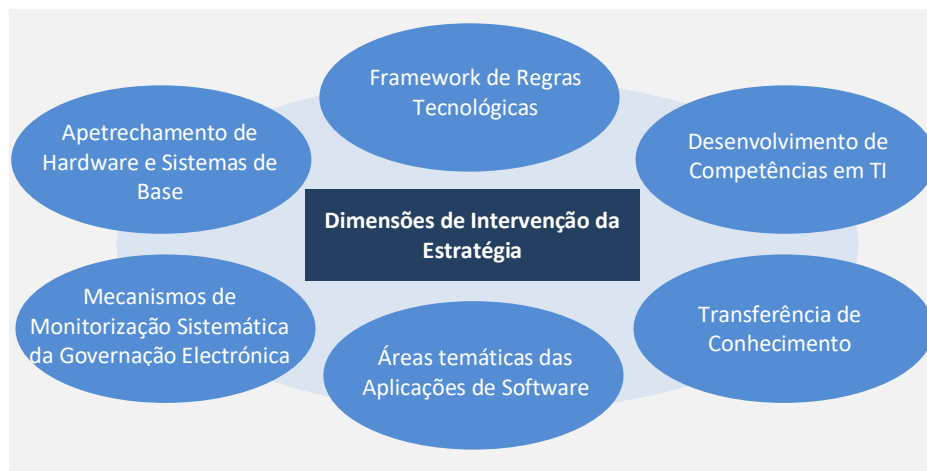 Framework de Regras
Tecnológicas
Apetrechamento de
Hardware e Sistemas de
Base
Desenvolvimento de
Competências em TI
Dimensões de Intervenção da
Estratégia
Mecanismos de
Monitorização Sistemática
da Governação Electrónica
Transferência de
Conhecimento
Áreas temáticas das
Aplicações de Software